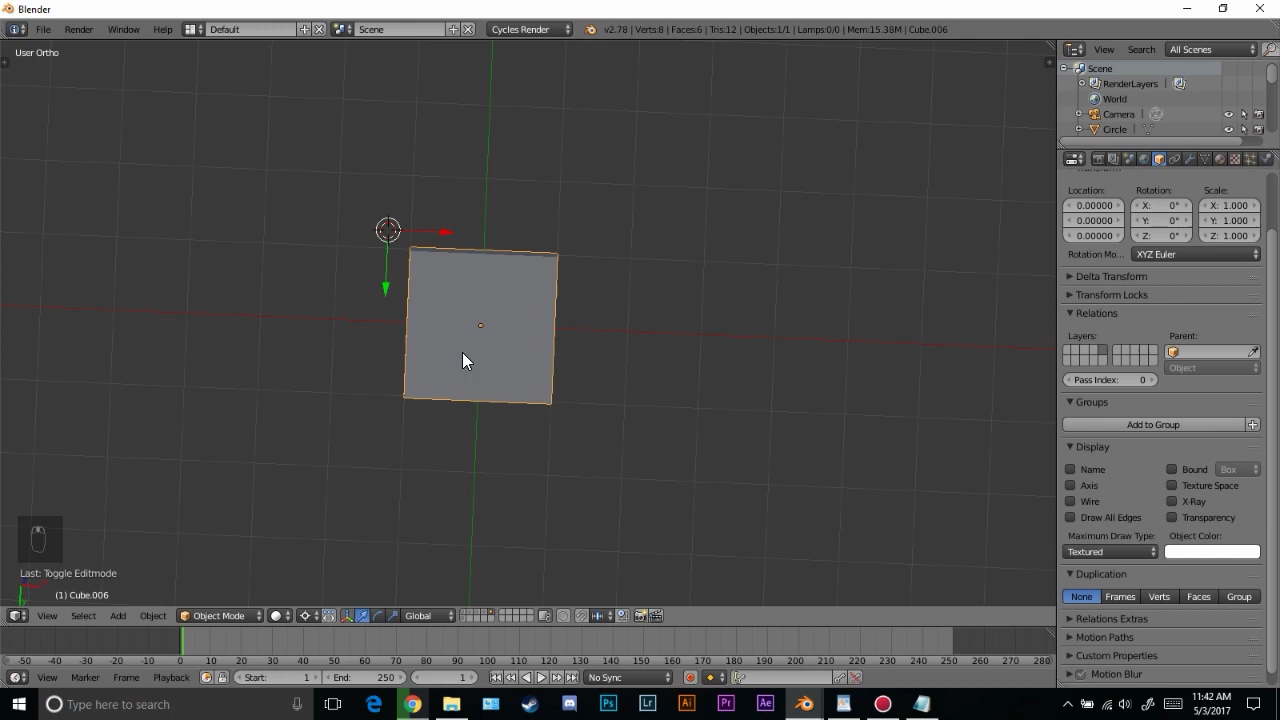 Blender
File Render Window Help Default Scene Cycles Render v2.78 | Verts:8 | Faces:6 | Tris:12 | Objects:1/1 | Lamps:0/0 | Mem:15.38M | Cube.006
User Ortho
View Search All Scenes
Scene
RenderLayers
World
Camera
Circle
Location: Rotation: Scale:
0.00000 X: 0° X: 1.000
0.00000 Y: 0° Y: 1.000
0.00000 Z: 0° Z: 1.000
Rotation Mo... XYZ Euler
Delta Transform
Transform Locks
Relations
Layers: Parent:
Object
Pass Index: 0
Groups
Add to Group
Display
Name Bound Box
Axis Texture Space
Wire X-Ray
Draw All Edges Transparency
Maximum Draw Type: Object Color:
Textured
Duplication
None Frames Verts Faces Group
Relations Extras
Motion Paths
Custom Properties
Motion Blur
Last: Toggle Editmode
(1) Cube.006
View Select Add Object Object Mode Global
-50 -40 -30 -20 -10 0 10 20 30 40 50 60 70 80 90 100 110 120 130 140 150 160 170 180 190 200 210 220 230 240 250 260 270 280
View Marker Frame Playback Start: 1 End: 250 1 No Sync
Type here to search
Ps Lr Ai Pr Ae
11:42 AM
5/3/2017